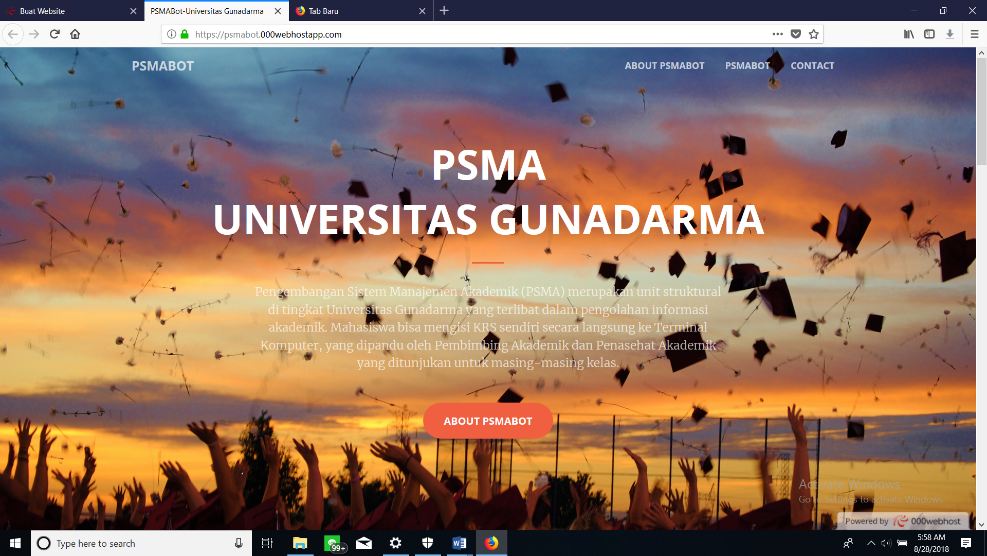 Buat Website
PSMABot-Universitas Gunadarma
Tab Baru
https://psmabot.000webhostapp.com
PSMABOT
ABOUT PSMABOT
PSMABOT
CONTACT
PSMA
UNIVERSITAS GUNADARMA
Pengembangan Sistem Manajemen Akademik (PSMA) merupakan unit struktural
di tingkat Universitas Gunadarma yang terlibat dalam pengolahan informasi
akademik. Mahasiswa bisa mengisi KRS sendiri secara langsung ke Terminal
Komputer, yang dipandu oleh Pembimbing Akademik dan Penasehat Akademik
yang ditunjukan untuk masing-masing kelas.
ABOUT PSMABOT
Activate Windows
Go to Settings to activate Windows.
Powered by 000webhost
Type here to search
99+
5:58 AM
8/28/2018